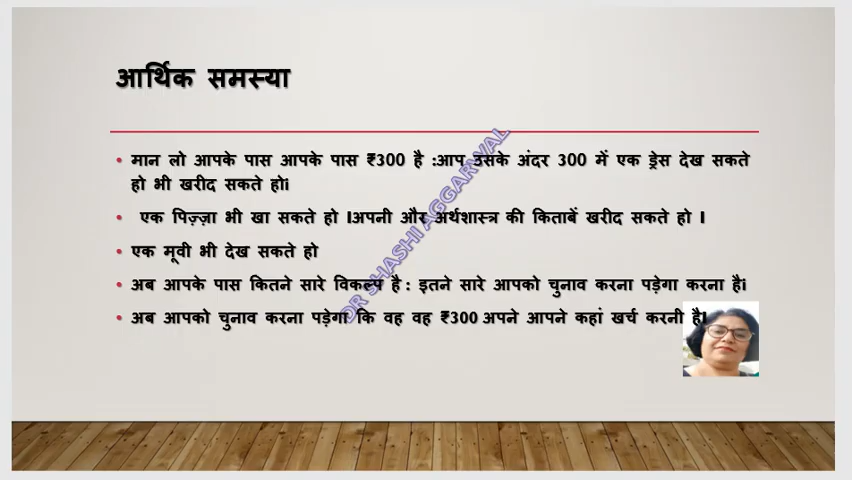 आर्थिक समस्या
• मान लो आपके पास आपके पास ₹300 है :आप उसके अंदर 300 में एक ड्रेस देख सकते
हो भी खरीद सकते हो।
• एक पिज़्ज़ा भी खा सकते हो ।अपनी और अर्थशास्त्र की किताबें खरीद सकते हो ।
• एक मूवी भी देख सकते हो
• अब आपके पास कितने सारे विकल्प है : इतने सारे आपको चुनाव करना पड़ेगा करना है।
• अब आपको चुनाव करना पड़ेगा कि वह वह ₹300 अपने आपने कहां खर्च करनी है।
DR SHASHI AGGARWAL